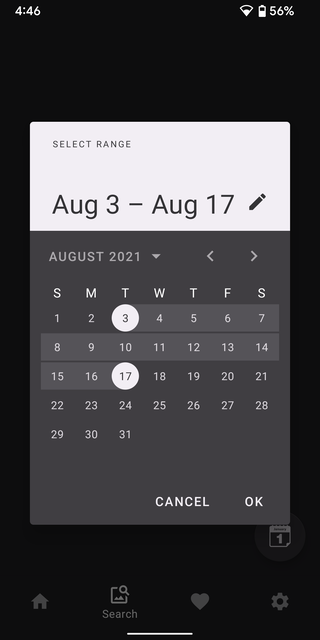 4:46 56%
SELECT RANGE
Aug 3 – Aug 17
AUGUST 2021
S M T W T F S
1 2 3 4 5 6 7
8 9 10 11 12 13 14
15 16 17 18 19 20 21
22 23 24 25 26 27 28
29 30 31
CANCEL OK
1
Search